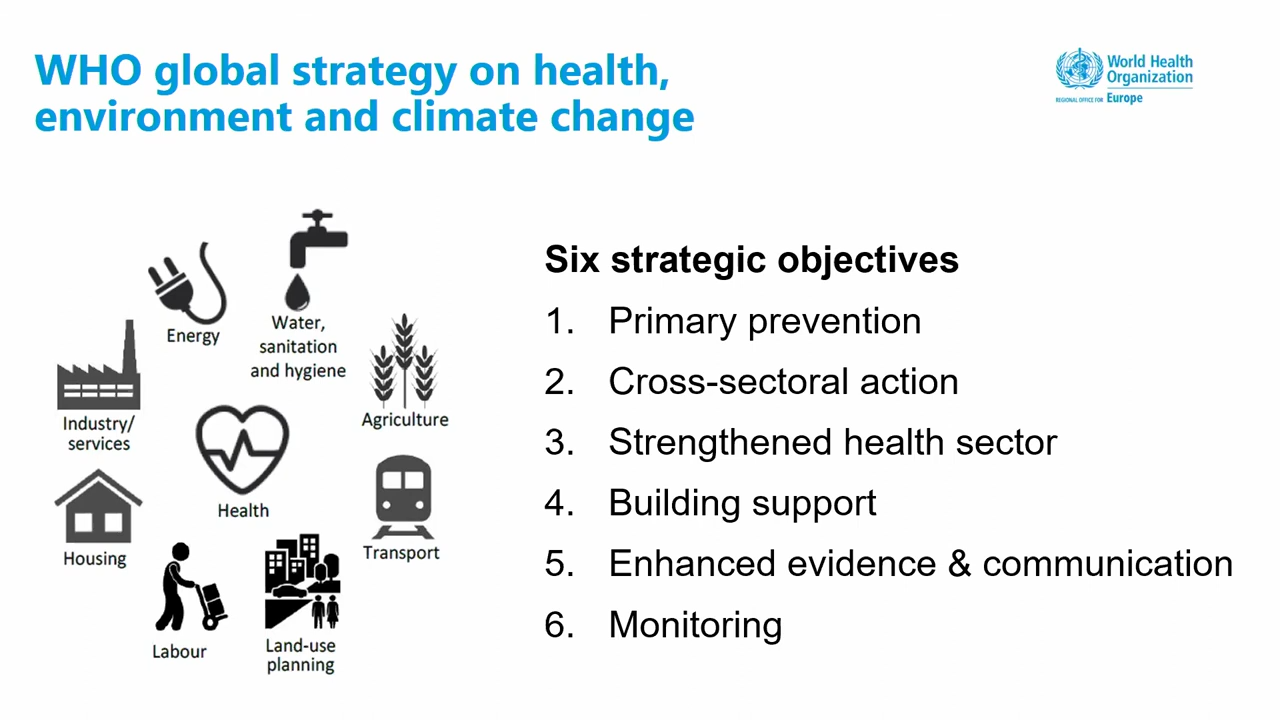 WHO global strategy on health,
environment and climate change
World Health
Organization
REGIONAL OFFICE FOR Europe
Energy
Water,
sanitation
and hygiene
Industry/
services
Agriculture
Health
Housing
Transport
Labour
Land-use
planning
Six strategic objectives
1. Primary prevention
2. Cross-sectoral action
3. Strengthened health sector
4. Building support
5. Enhanced evidence & communication
6. Monitoring